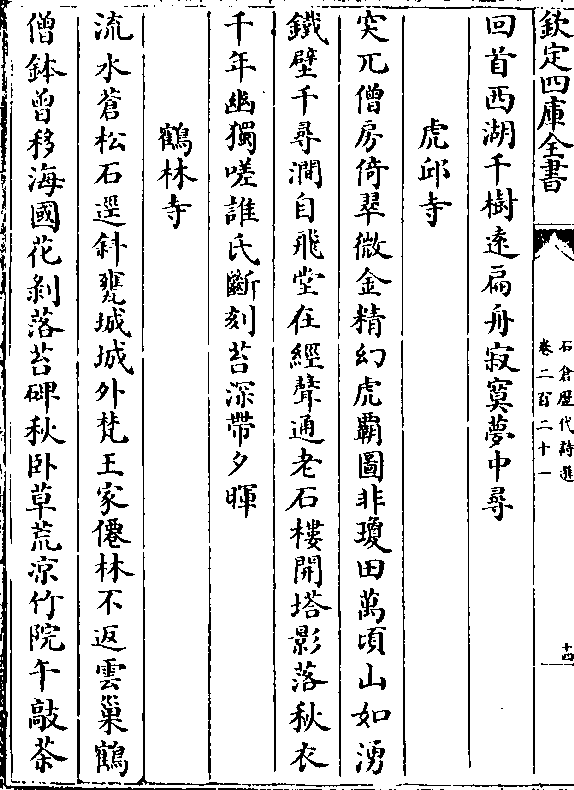 欽定四庫全書
石倉歷代詩選
卷二百二十一
十四
回首西湖千樹遠扁舟寂寞夢中尋
虎邱寺
突兀僧房倚翠微金精幻虎霸圖非瓊田萬頃山如湧
鐵壁千尋澗自飛堂在經聲通老石樓開塔影落秋衣
千年幽獨嗟誰氏斷刻苔深帶夕暉
鶴林寺
流水蒼松石逕斜甕城城外梵王家僊林不返雲巢鶴
僧鉢曾移海國花剝落苔碑秋卧草荒凉竹院午敲茶